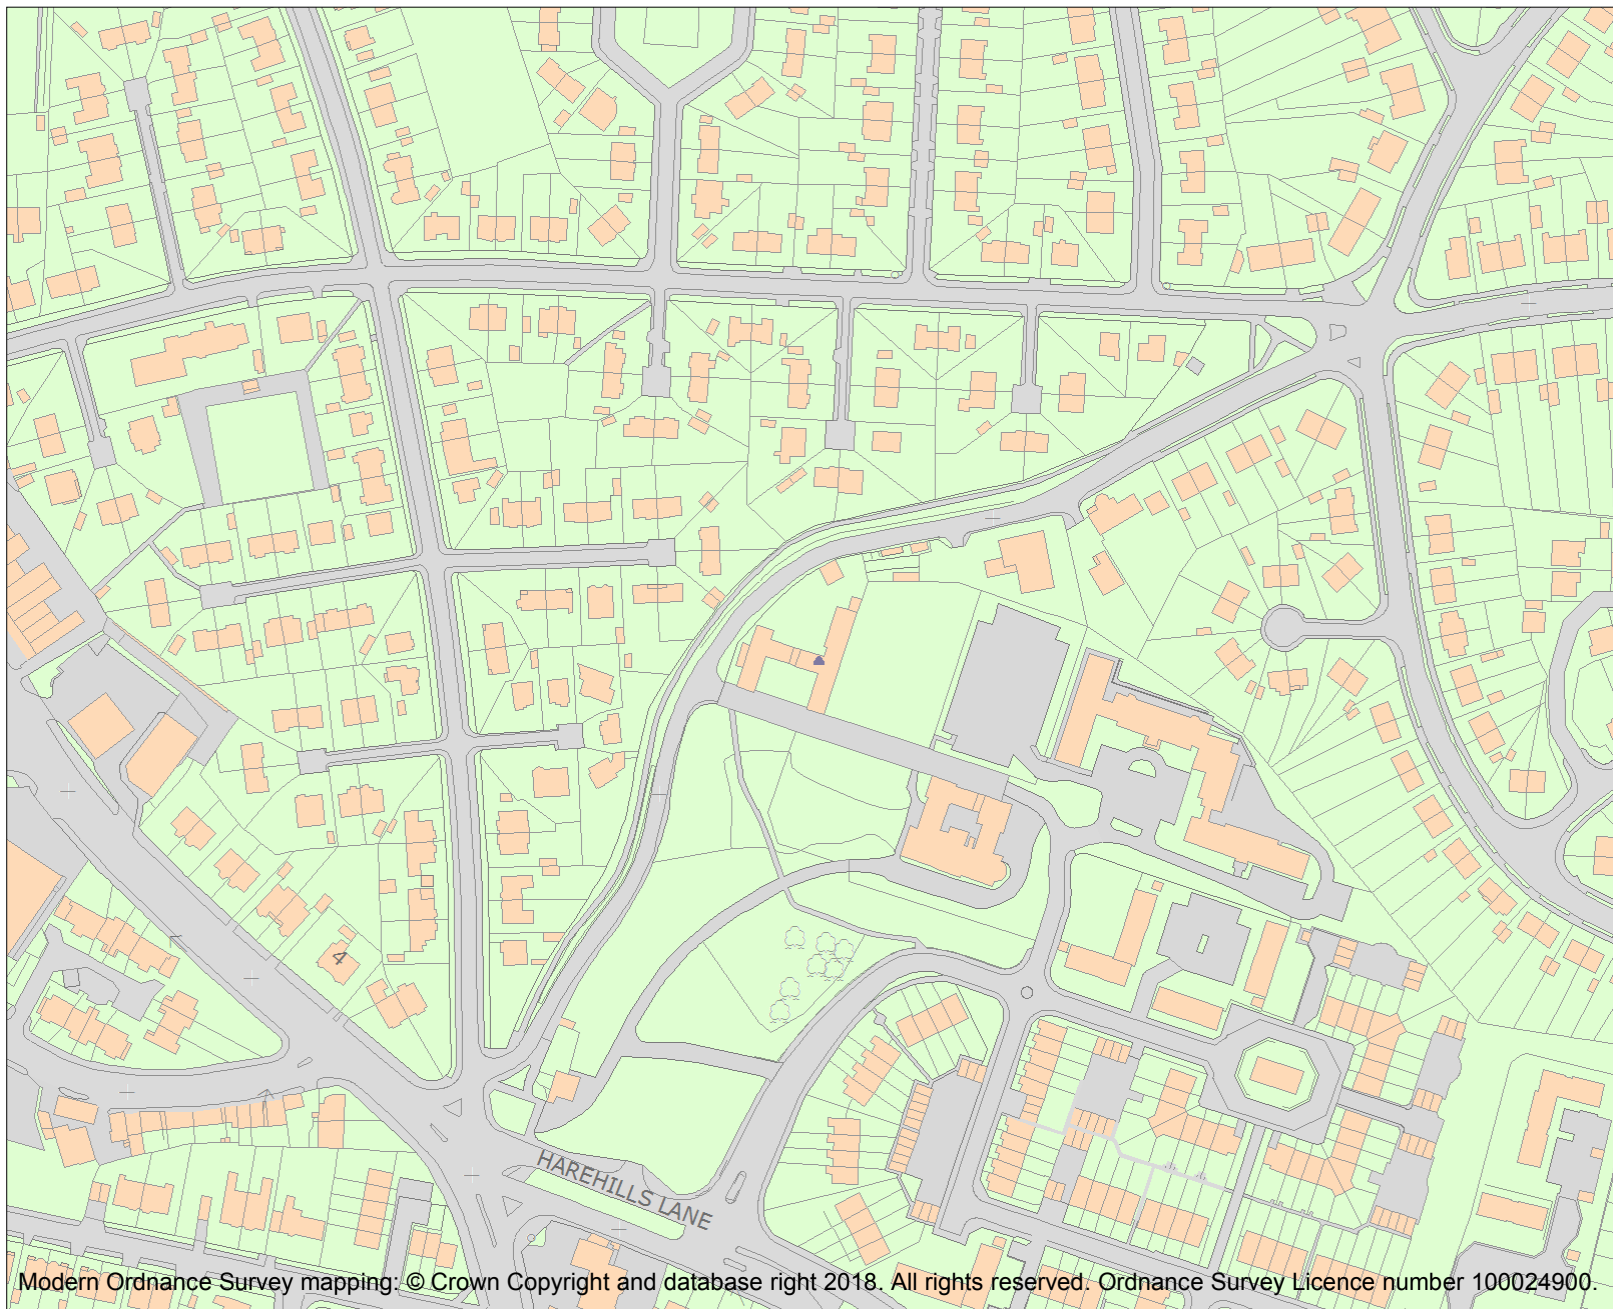 4
HAREHILLS LANE
Modern Ordnance Survey mapping: © Crown Copyright and database right 2018. All rights reserved. Ordnance Survey Licence number 100024900.